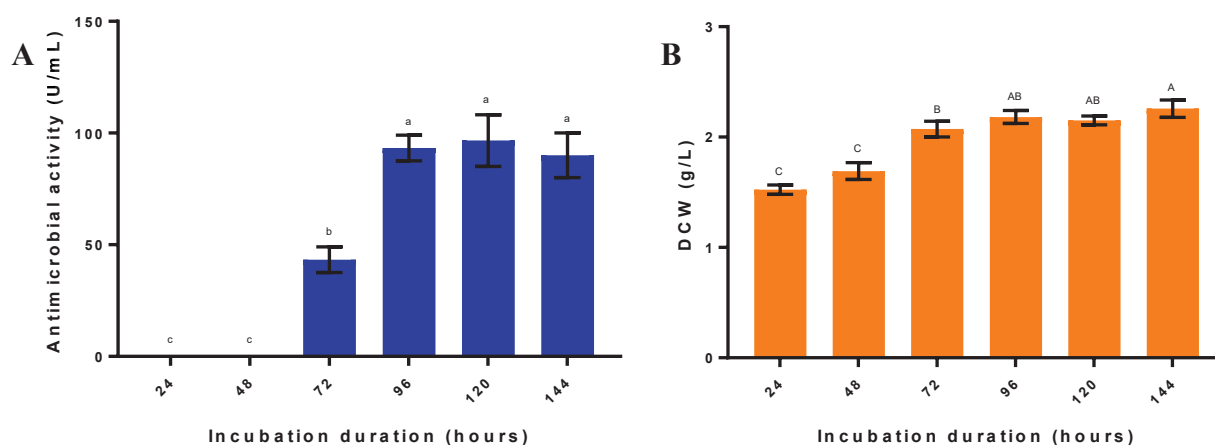 A
Antimicrobial activity (U/mL)
150
100
50
0
c
c
b
a
a
a
24
48
72
96
120
144
Incubation duration (hours)
B
DCW (g/L)
3
2
1
0
C
C
B
AB
AB
A
24
48
72
96
120
144
Incubation duration (hours)